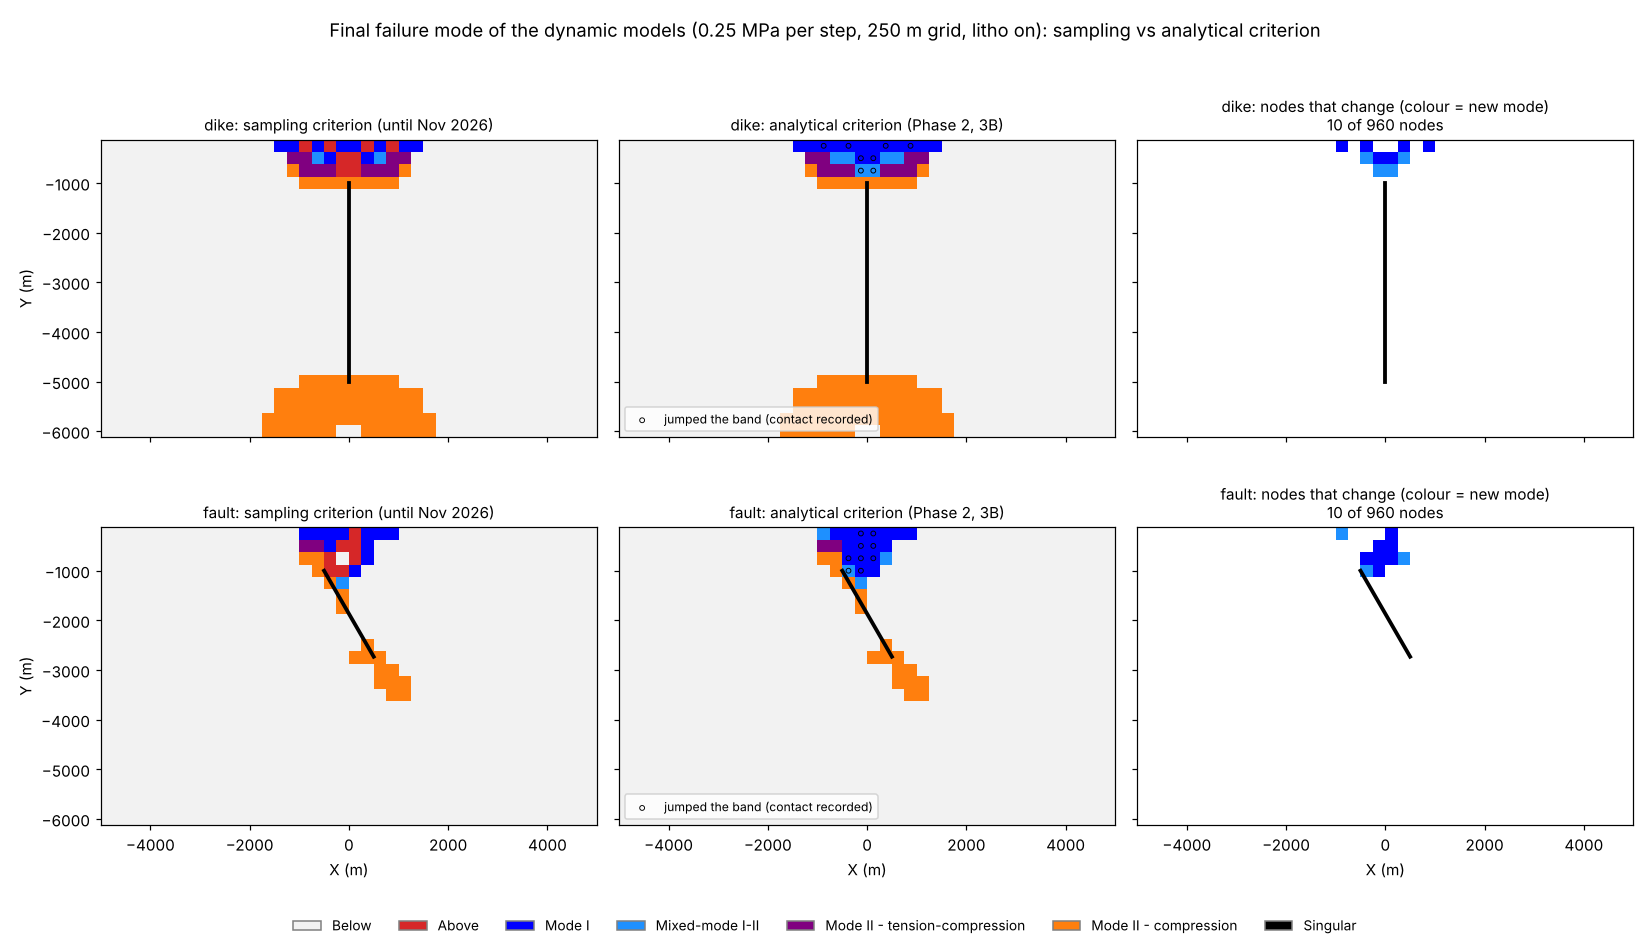 Final failure mode of the dynamic models (0.25 MPa per step, 250 m grid, litho on): sampling vs analytical criterion
dike: sampling criterion (until Nov 2026)
dike: analytical criterion (Phase 2, 3B)
dike: nodes that change (colour = new mode)
10 of 960 nodes
Y (m)
−1000
−2000
−3000
−4000
−5000
−6000
jumped the band (contact recorded)
fault: sampling criterion (until Nov 2026)
fault: analytical criterion (Phase 2, 3B)
fault: nodes that change (colour = new mode)
10 of 960 nodes
Y (m)
−1000
−2000
−3000
−4000
−5000
−6000
jumped the band (contact recorded)
−4000 −2000 0 2000 4000
−4000 −2000 0 2000 4000
−4000 −2000 0 2000 4000
X (m)
X (m)
X (m)
Below
Above
Mode I
Mixed-mode I-II
Mode II - tension-compression
Mode II - compression
Singular